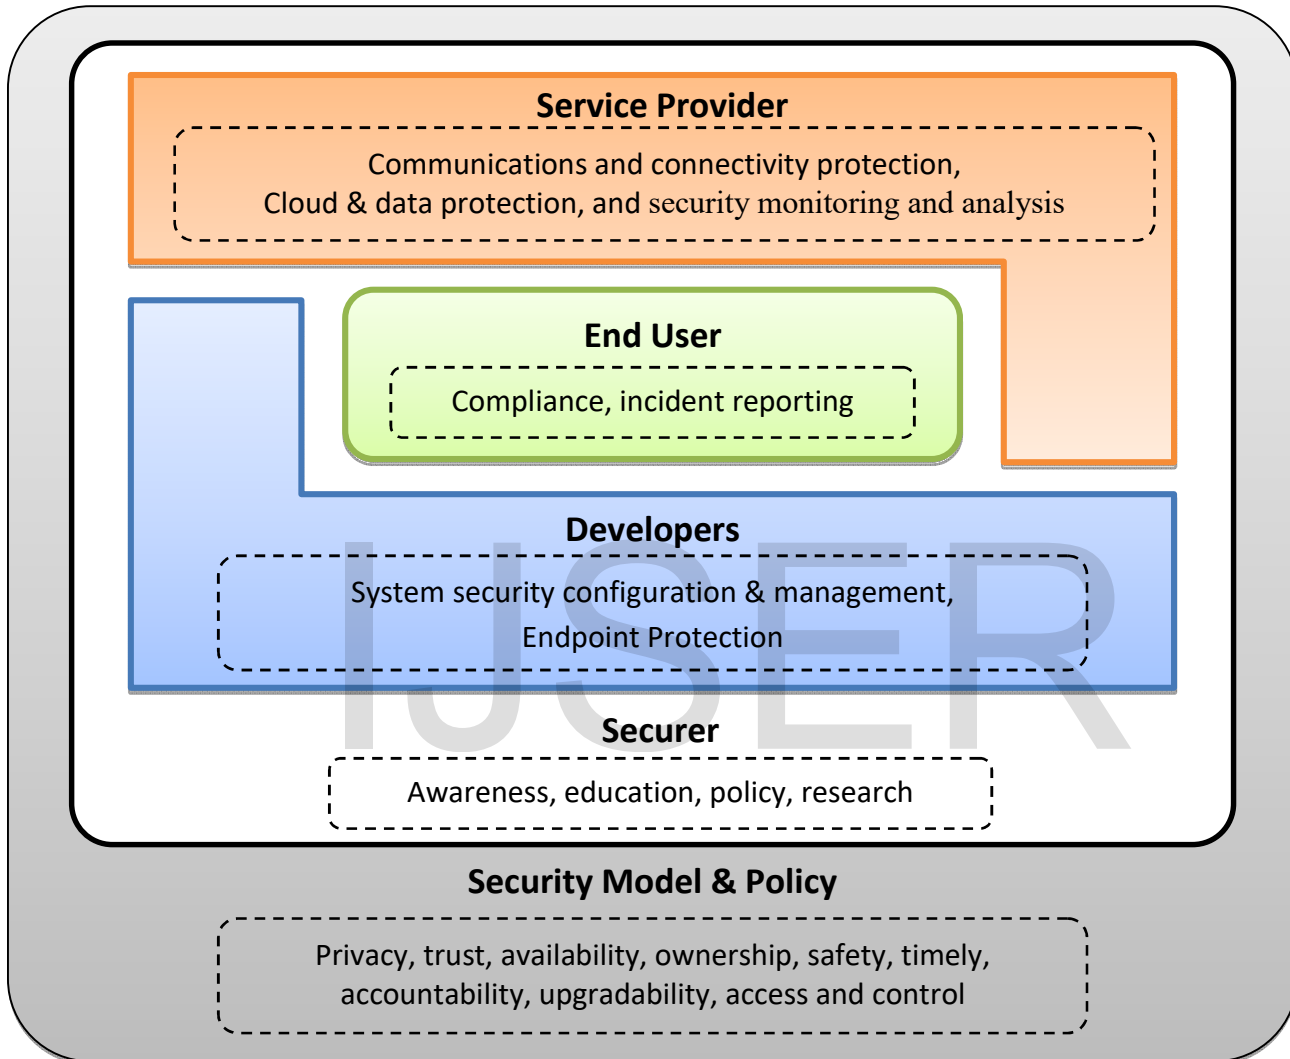 Service Provider
Communications and connectivity protection,
Cloud & data protection, and security monitoring and analysis
End User
Compliance, incident reporting
Developers
System security configuration & management,
Endpoint Protection
IJSER
Securer
Awareness, education, policy, research
Security Model & Policy
Privacy, trust, availability, ownership, safety, timely,
accountability, upgradability, access and control